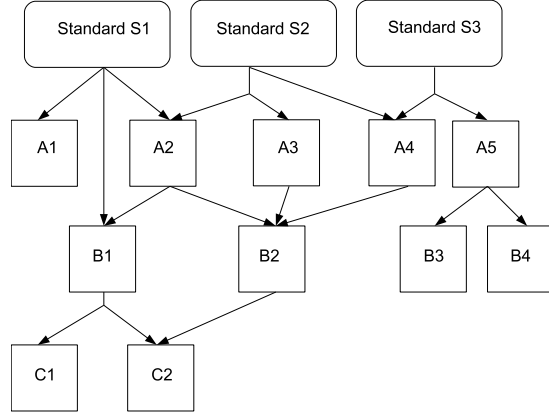 Standard S1
Standard S2
Standard S3
A1
A2
A3
A4
A5
B1
B2
B3
B4
C1
C2